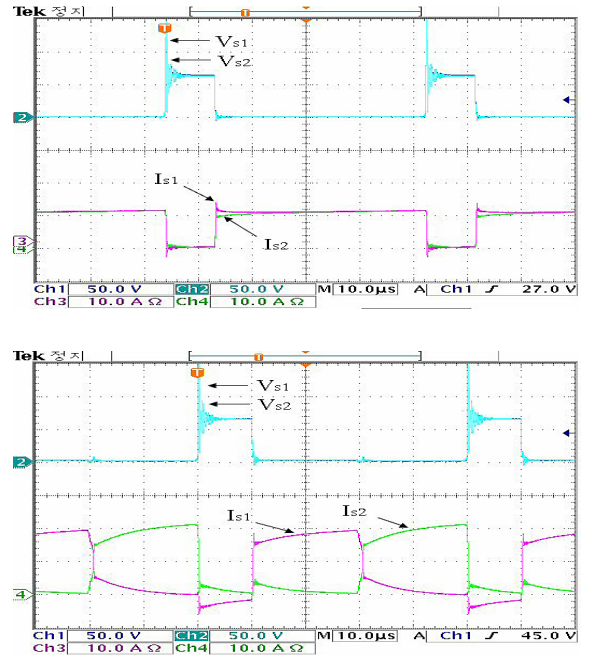 Tek 정지
T
T
Vs1
Vs2
2
Is1
Is2
3
4
Ch1 50.0 V Ch2 50.0 V M 10.0µs A Ch1 27.0 V
Ch3 10.0 A Ω Ch4 10.0 A Ω
Tek 정지
T
T
Vs1
Vs2
2
Is1
Is2
4
Ch1 50.0 V Ch2 50.0 V M 10.0µs A Ch1 45.0 V
Ch3 10.0 A Ω Ch4 10.0 A Ω